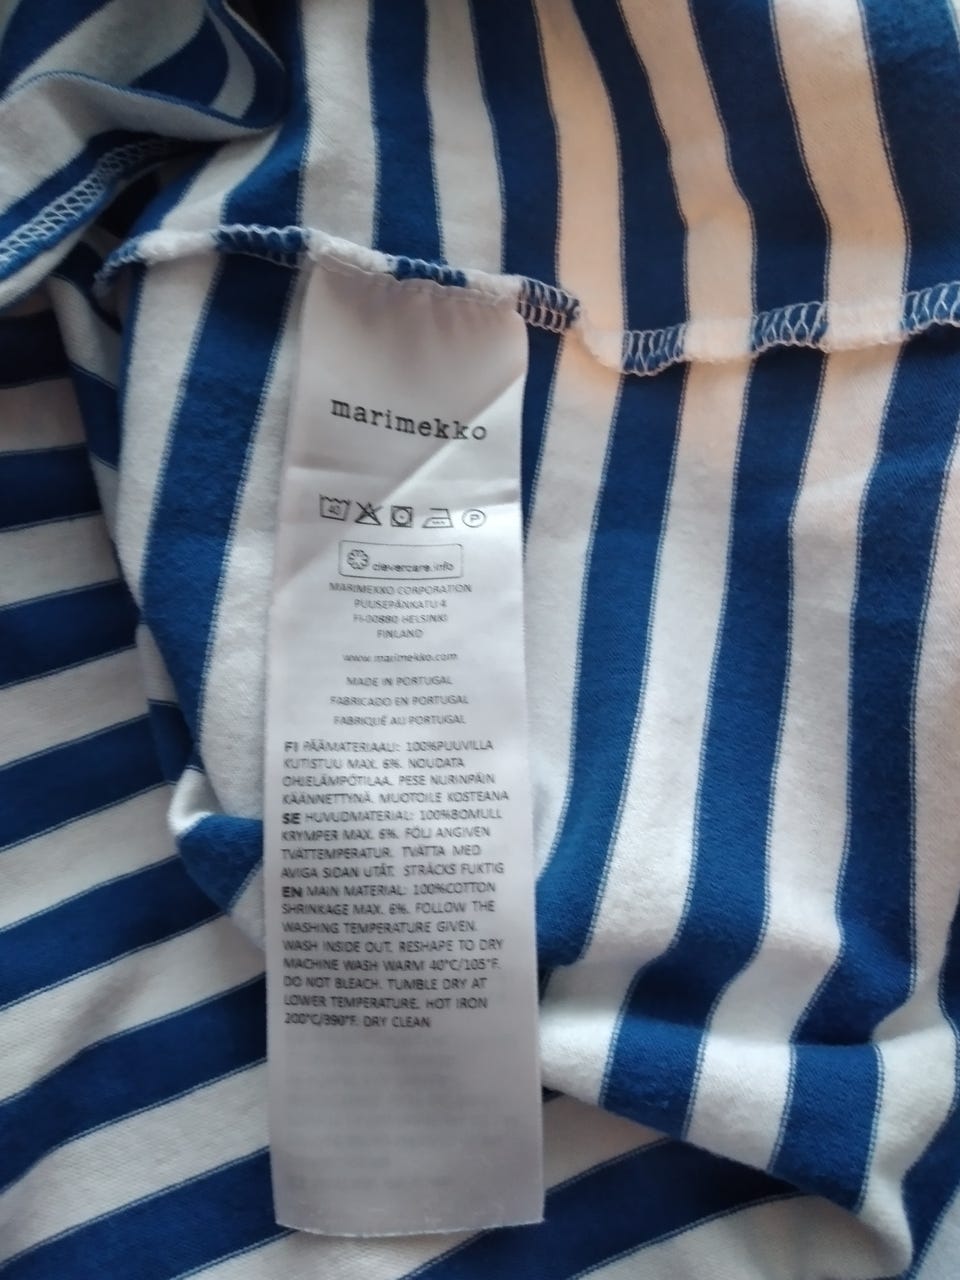 marimekko
40 P
clevercare.info
MARIMEKKO CORPORATION
PUUSEPÄNKATU 4
FI-00880 HELSINKI
FINLAND
www.marimekko.com
MADE IN PORTUGAL
FABRICADO EN PORTUGAL
FABRIQUÉ AU PORTUGAL
FI PÄÄMATERIAALI: 100%PUUVILLA
KUTISTUU MAX. 6%. NOUDATA
OHJELÄMPÖTILAA. PESE NURINPÄIN
KÄÄNNETTYNÄ. MUOTOILE KOSTEANA
SE HUVUDMATERIAL: 100%BOMULL
KRYMPER MAX. 6%. FÖLJ ANGIVEN
TVÄTTEMPERATUR. TVÄTTA MED
AVIGA SIDAN UTÅT. STRÄCKS FUKTIG
EN MAIN MATERIAL: 100%COTTON
SHRINKAGE MAX. 6%. FOLLOW THE
WASHING TEMPERATURE GIVEN.
WASH INSIDE OUT. RESHAPE TO DRY
MACHINE WASH WARM 40°C/105°F.
DO NOT BLEACH. TUMBLE DRY AT
LOWER TEMPERATURE. HOT IRON
200°C/390°F. DRY CLEAN